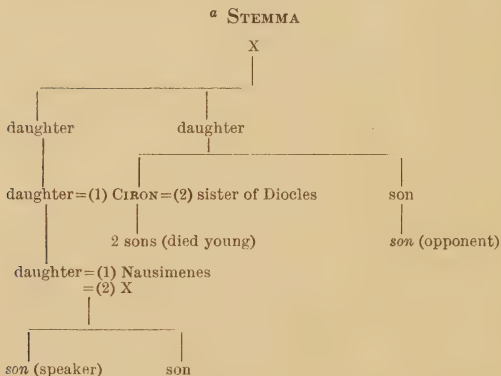 a STEMMA
X
daughter daughter
daughter=(1) CIRON=(2) sister of Diocles son
2 sons (died young) son (opponent)
daughter=(1) Nausimenes
=(2) X
son (speaker) son